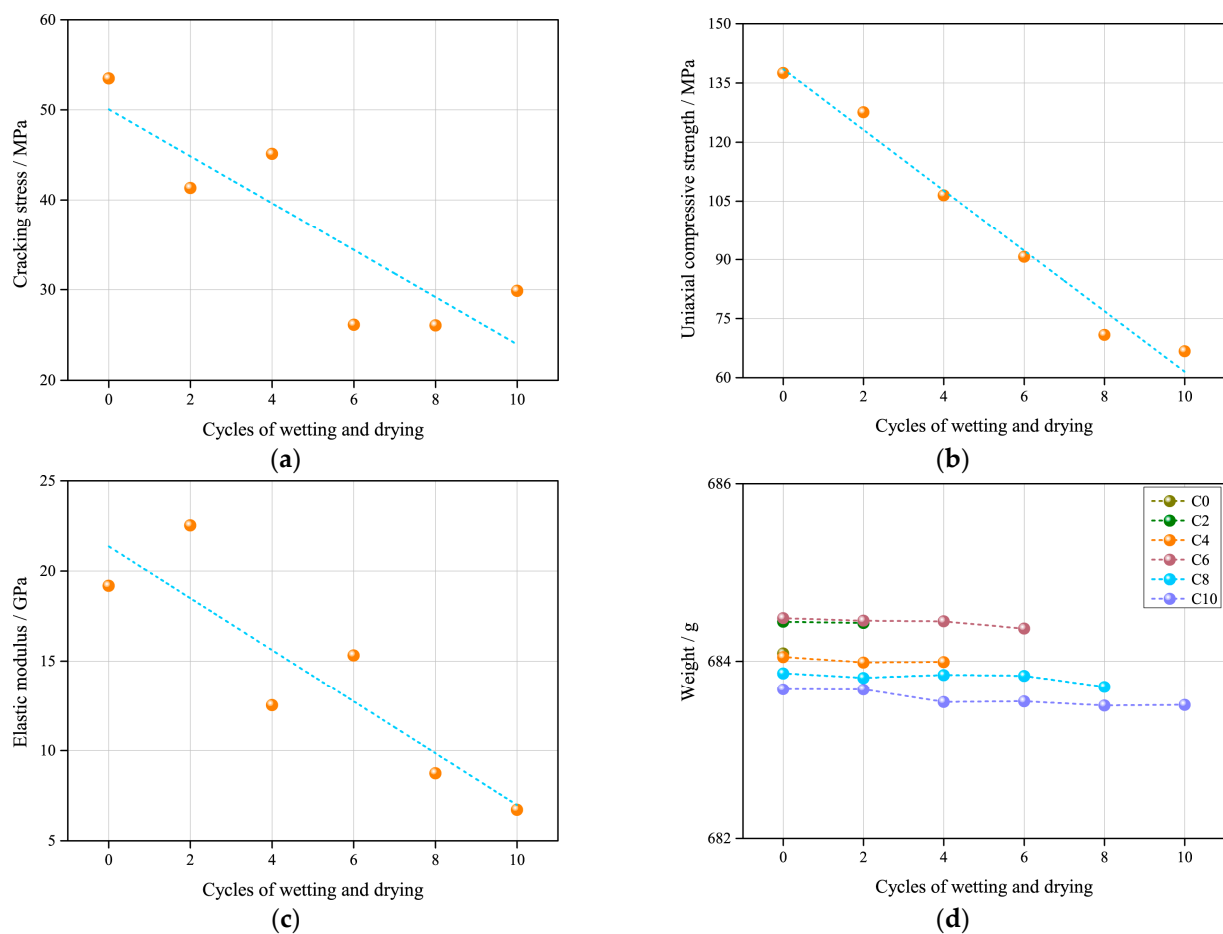 60
50
40
30
20
Cracking stress / MPa
0 2 4 6 8 10
Cycles of wetting and drying
(a)
150
135
120
105
90
75
60
Uniaxial compressive strength / MPa
0 2 4 6 8 10
Cycles of wetting and drying
(b)
25
20
15
10
5
Elastic modulus / GPa
0 2 4 6 8 10
Cycles of wetting and drying
(c)
686
684
682
Weight / g
C0
C2
C4
C6
C8
C10
0 2 4 6 8 10
Cycles of wetting and drying
(d)